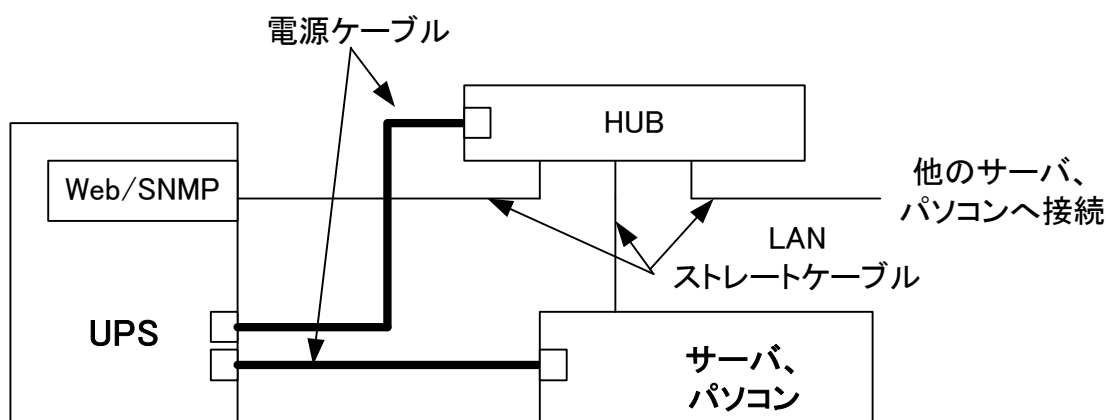 電源ケーブル
HUB
Web/SNMP
他のサーバ、
パソコンへ接続
LAN
ストレートケーブル
UPS
サーバ、
パソコン